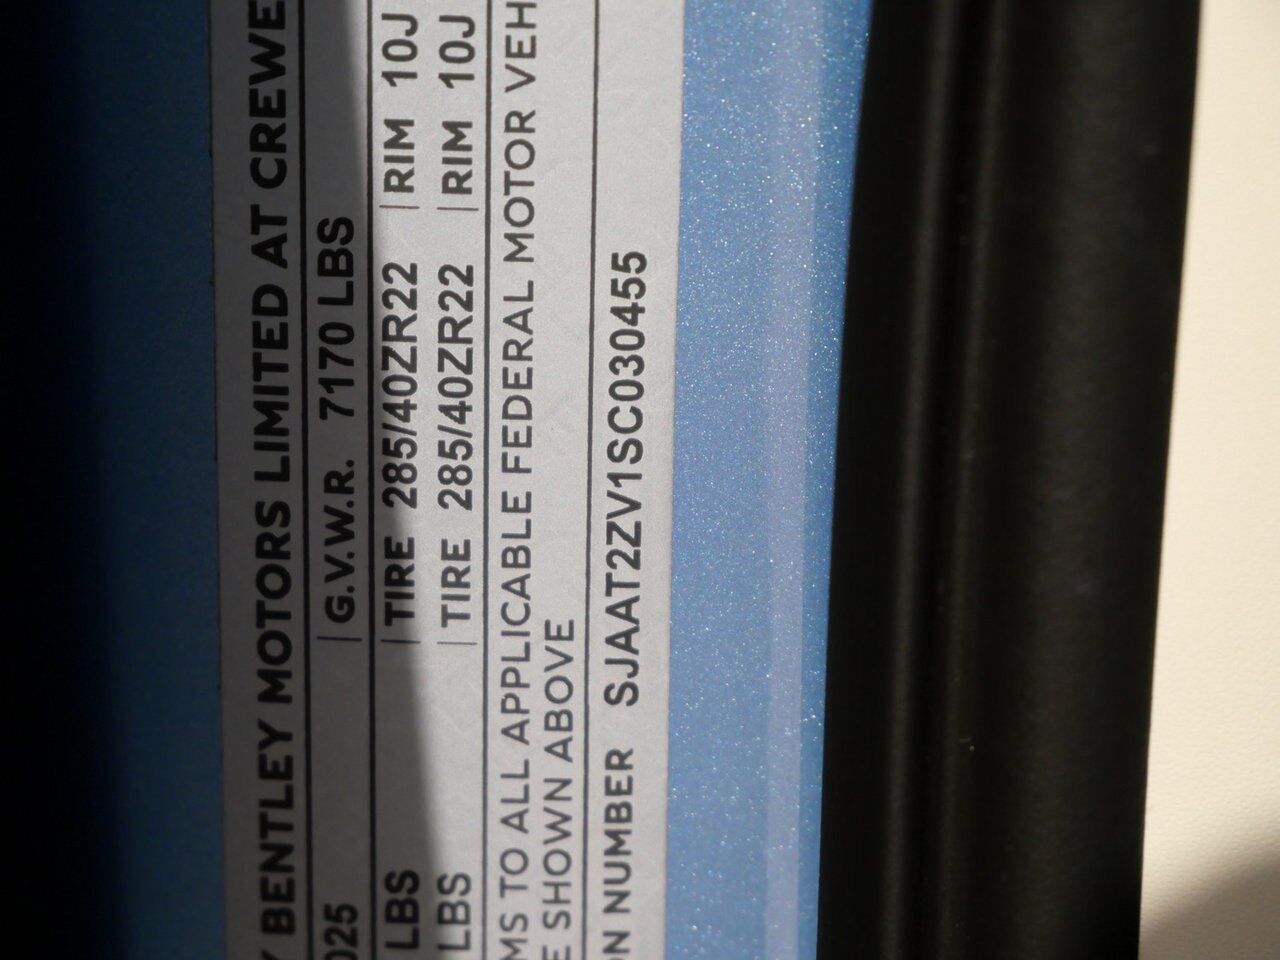 Y BENTLEY MOTORS LIMITED AT CREWE
025 G.V.W.R. 7170 LBS
LBS TIRE 285/40ZR22 RIM 10J
LBS TIRE 285/40ZR22 RIM 10J
MS TO ALL APPLICABLE FEDERAL MOTOR VEH
E SHOWN ABOVE
ON NUMBER SJAAT2ZV1SC030455